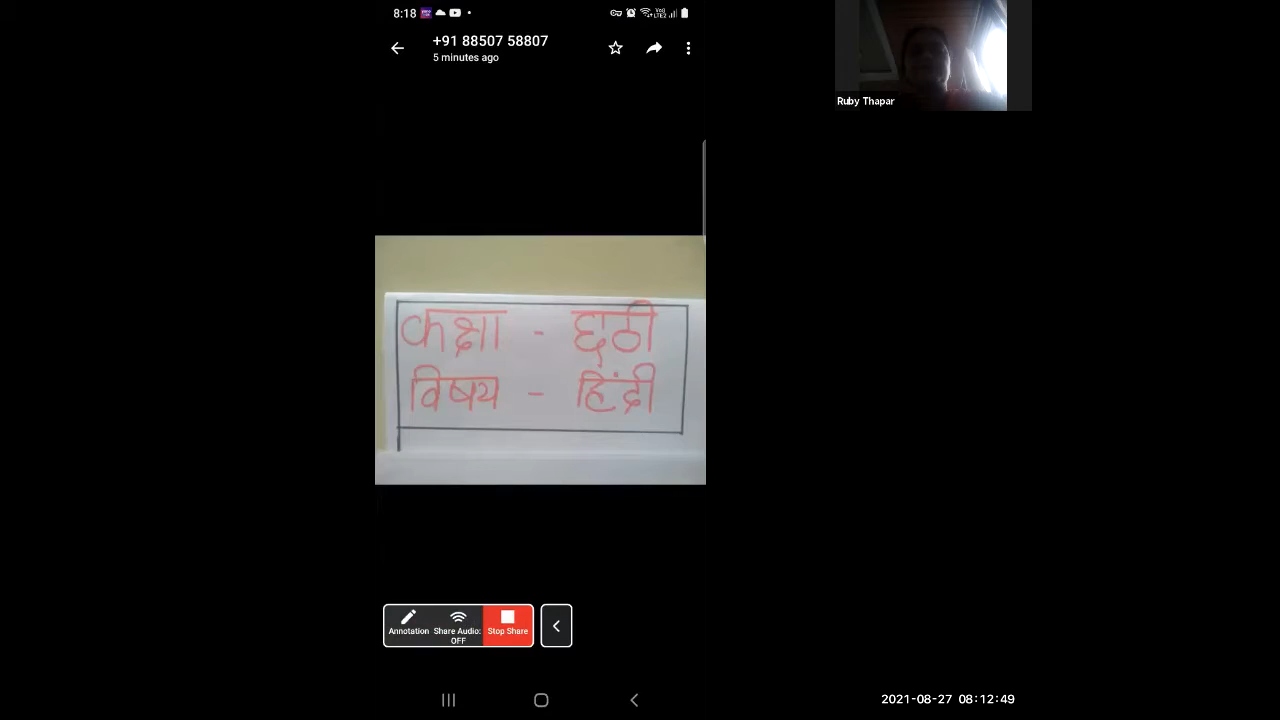 8:18
+91 88507 58807
5 minutes ago
Ruby Thapar
कक्षा - छठी
विषय - हिंदी
Annotation
Share Audio: OFF
Stop Share
2021-08-27 08:12:49